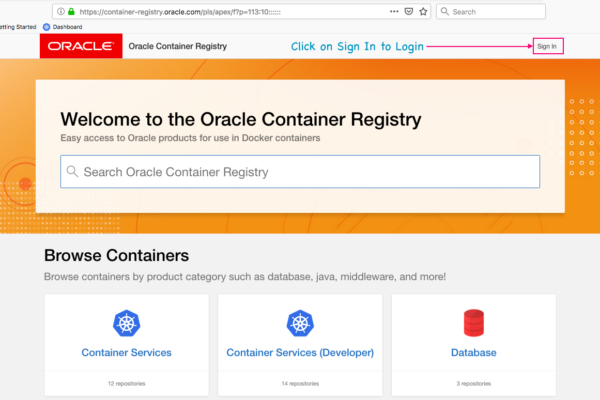 https://container-registry.oracle.com/pls/apex/f?p=113:10::::::
Search
etting Started Dashboard
ORACLE Oracle Container Registry Click on Sign In to Login Sign In
Welcome to the Oracle Container Registry
Easy access to Oracle products for use in Docker containers
Search Oracle Container Registry
Browse Containers
Browse containers by product category such as database, java, middleware, and more!
Container Services Container Services (Developer) Database
12 repositories 14 repositories 3 repositories